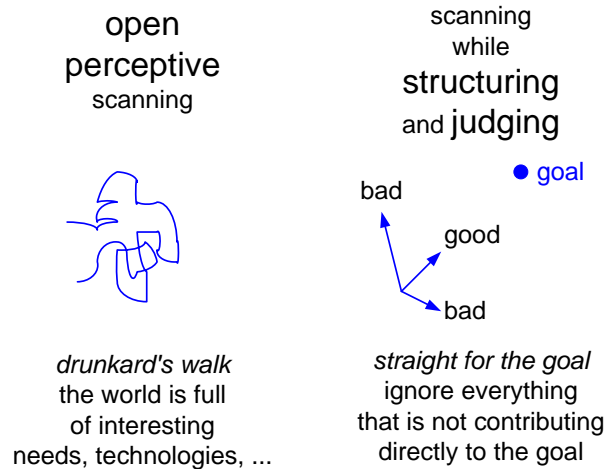 open
perceptive
scanning
drunkard's walk
the world is full
of interesting
needs, technologies, ...
scanning
while
structuring
and judging
goal
bad
good
bad
straight for the goal
ignore everything
that is not contributing
directly to the goal